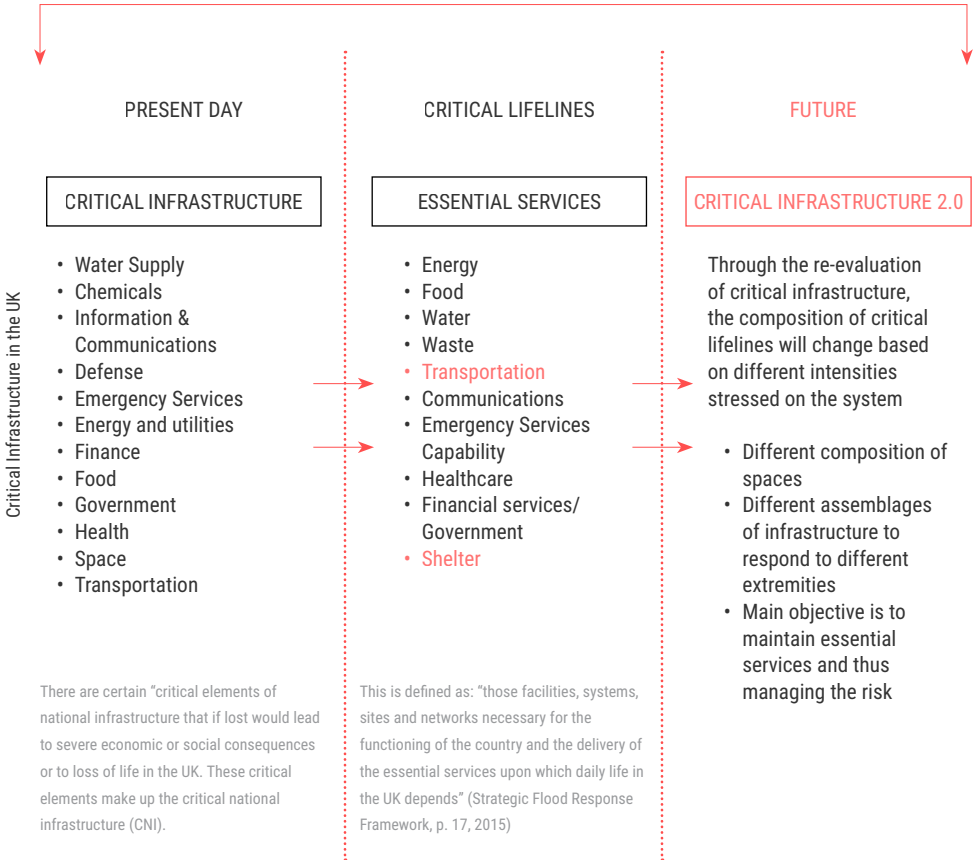 Critical Infrastructure in the UK
PRESENT DAY
CRITICAL INFRASTRUCTURE
• Water Supply
• Chemicals
• Information &
Communications
• Defense
• Emergency Services
• Energy and utilities
• Finance
• Food
• Government
• Health
• Space
• Transportation
There are certain “critical elements of
national infrastructure that if lost would lead
to severe economic or social consequences
or to loss of life in the UK. These critical
elements make up the critical national
infrastructure (CNI).
CRITICAL LIFELINES
ESSENTIAL SERVICES
• Energy
• Food
• Water
• Waste
• Transportation
• Communications
• Emergency Services
Capability
• Healthcare
• Financial services/
Government
• Shelter
This is defined as: “those facilities, systems,
sites and networks necessary for the
functioning of the country and the delivery of
the essential services upon which daily life in
the UK depends” (Strategic Flood Response
Framework, p. 17, 2015)
FUTURE
CRITICAL INFRASTRUCTURE 2.0
Through the re-evaluation
of critical infrastructure,
the composition of critical
lifelines will change based
on different intensities
stressed on the system
• Different composition of
spaces
• Different assemblages
of infrastructure to
respond to different
extremities
• Main objective is to
maintain essential
services and thus
managing the risk